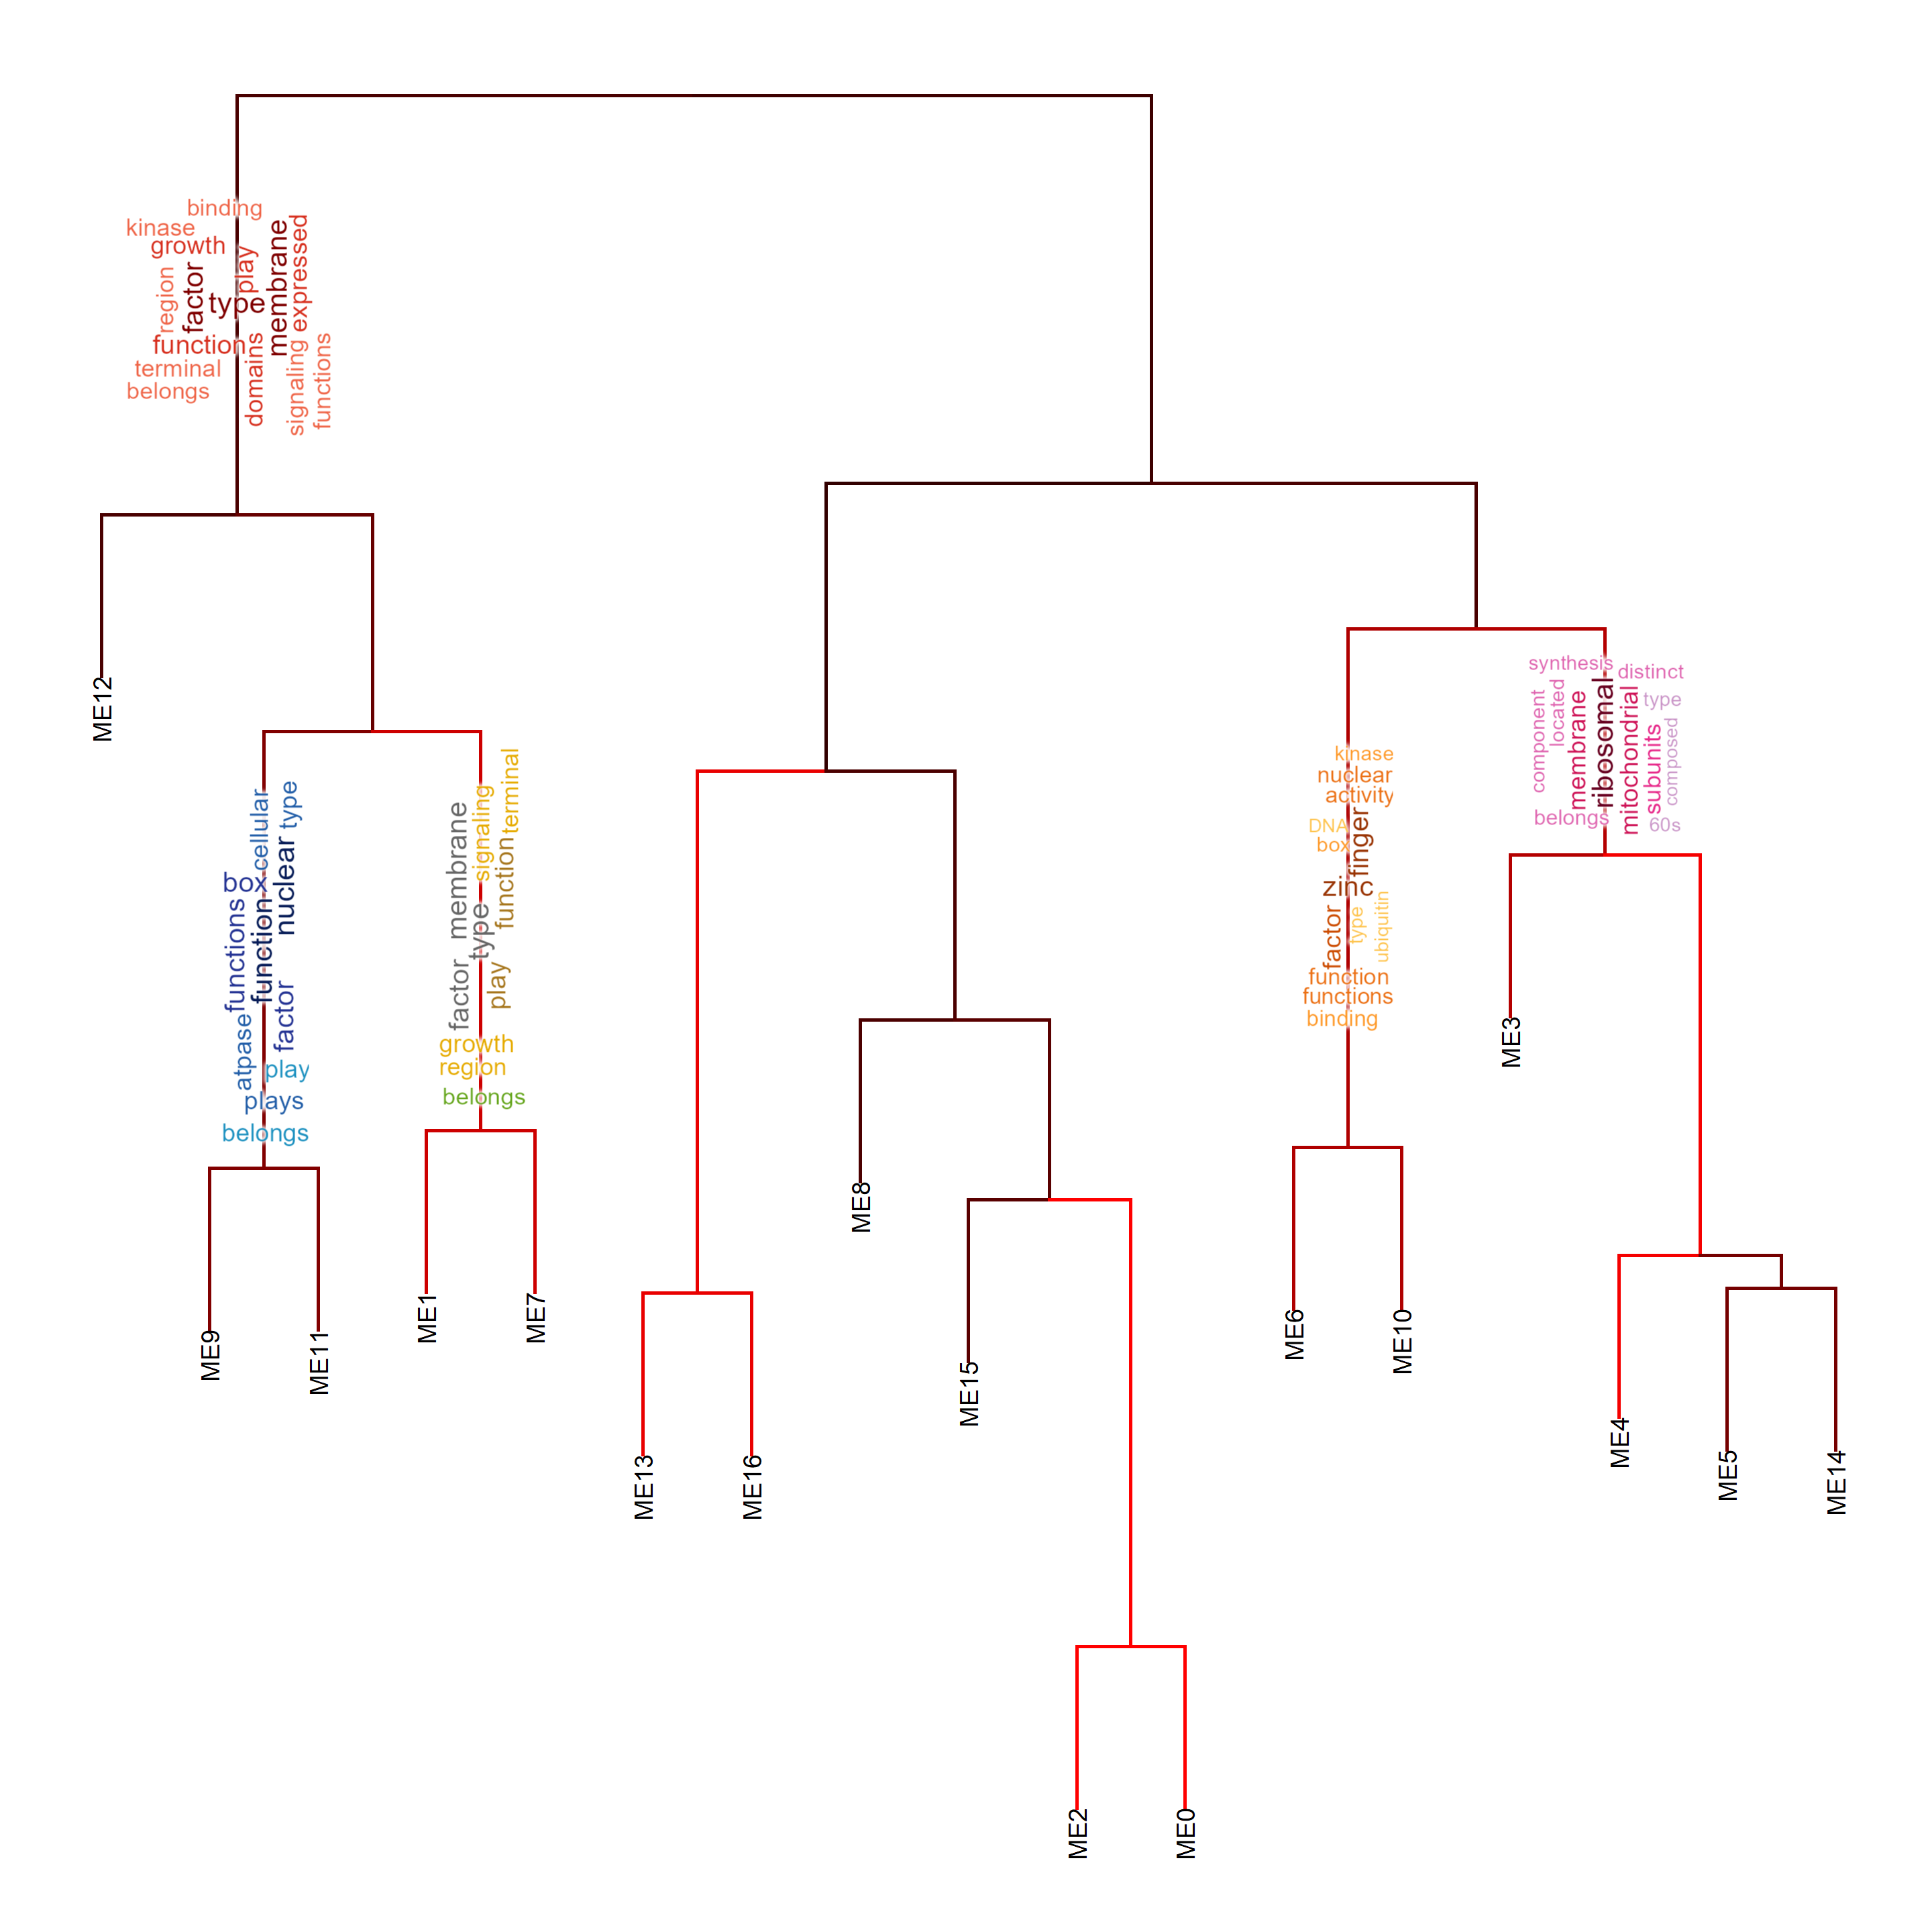 binding
kinase
growth
play
membrane
expressed
region
factor
type
function
terminal
belongs
domains
signaling
functions
ME12
cellular
type
box
nuclear
functions
function
factor
atpase
play
plays
belongs
terminal
signaling
membrane
function
type
factor
play
growth
region
belongs
kinase
nuclear
activity
DNA
finger
box
zinc
factor
type
ubiquitin
function
functions
binding
synthesis
distinct
component
located
membrane
ribosomal
mitochondrial
type
subunits
composed
belongs
60s
ME3
ME8
ME9
ME11
ME1
ME7
ME6
ME10
ME15
ME13
ME16
ME4
ME5
ME14
ME2
ME0